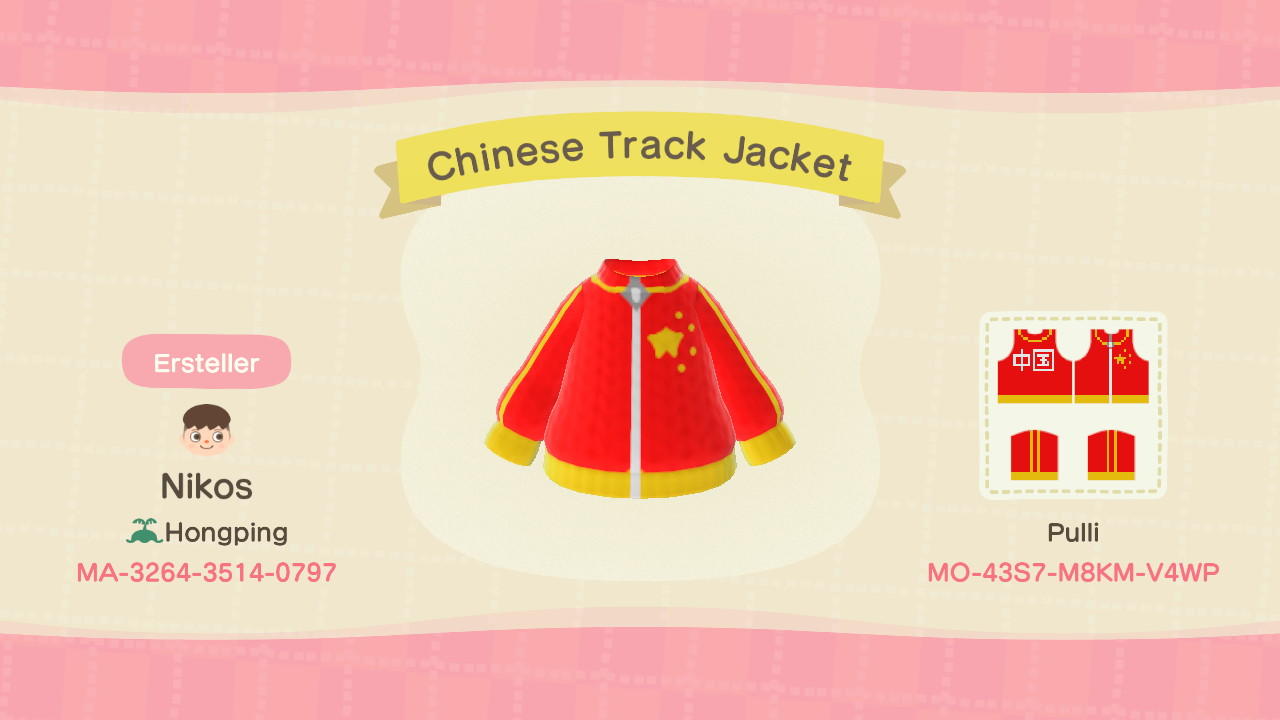 Chinese Track Jacket
Ersteller
Nikos
Hongping
MA-3264-3514-0797
中国
Pulli
MO-43S7-M8KM-V4WP